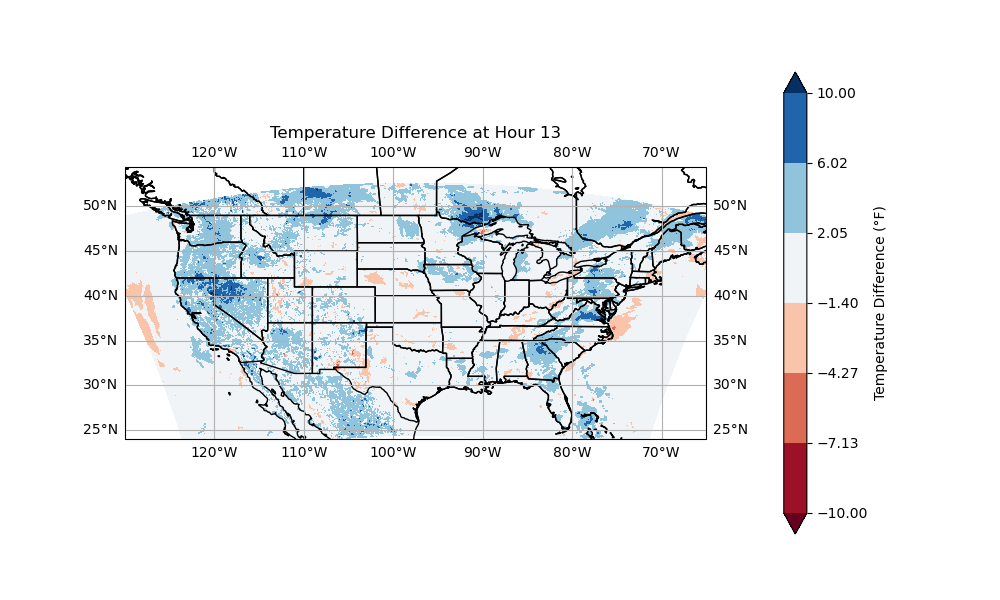 Temperature Difference at Hour 13
120°W 110°W 100°W 90°W 80°W 70°W
50°N 50°N
45°N 45°N
40°N 40°N
35°N 35°N
30°N 30°N
25°N 25°N
120°W 110°W 100°W 90°W 80°W 70°W
10.00
6.02
2.05
−1.40
−4.27
−7.13
−10.00
Temperature Difference (°F)